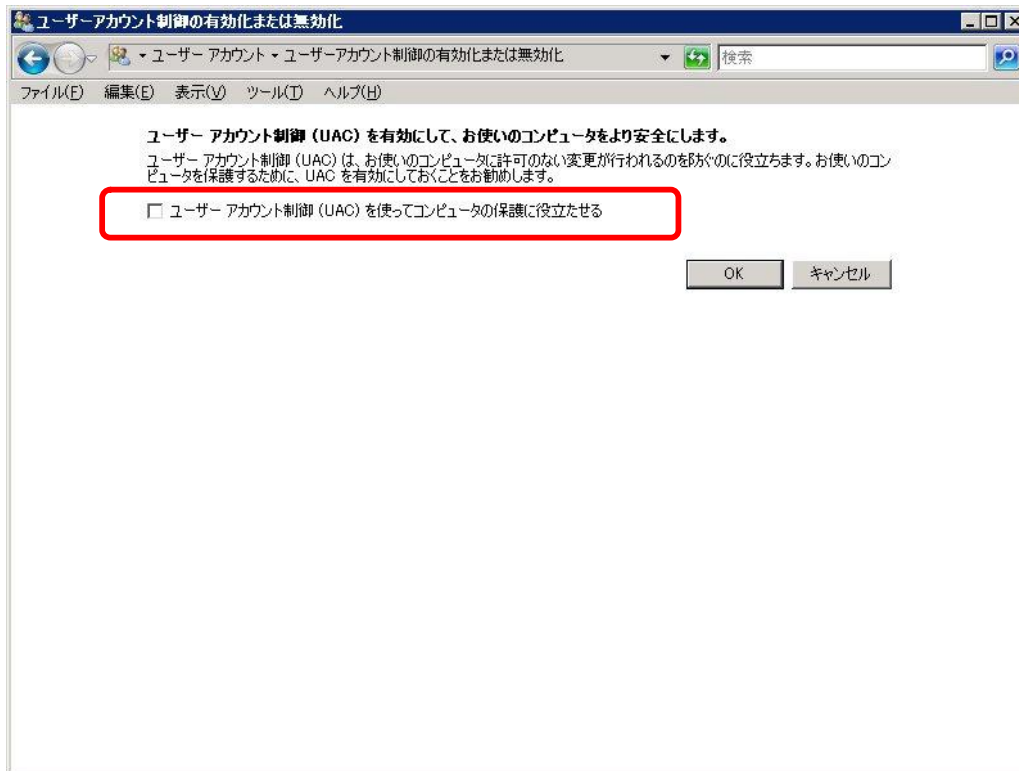 ユーザーアカウント制御の有効化または無効化
ユーザー アカウント ユーザーアカウント制御の有効化または無効化 検索
ファイル(F) 編集(E) 表示(V) ツール(T) ヘルプ(H)
ユーザー アカウント制御 (UAC) を有効にして、お使いのコンピュータをより安全にします。
ユーザー アカウント制御 (UAC) は、お使いのコンピュータに許可のない変更が行われるのを防ぐのに役立ちます。お使いのコン
ピュータを保護するために、UAC を有効にしておくことをお勧めします。
ユーザー アカウント制御 (UAC) を使ってコンピュータの保護に役立たせる
OK キャンセル